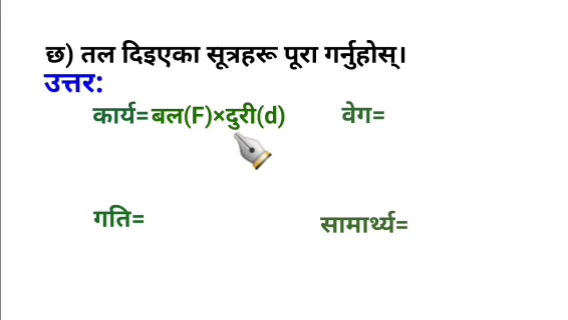 छ) तल दिइएका सूत्रहरू पूरा गर्नुहोस्।
उत्तर:
कार्य= बल(F)×दुरी(d) वेग=
गति= सामार्थ्य=